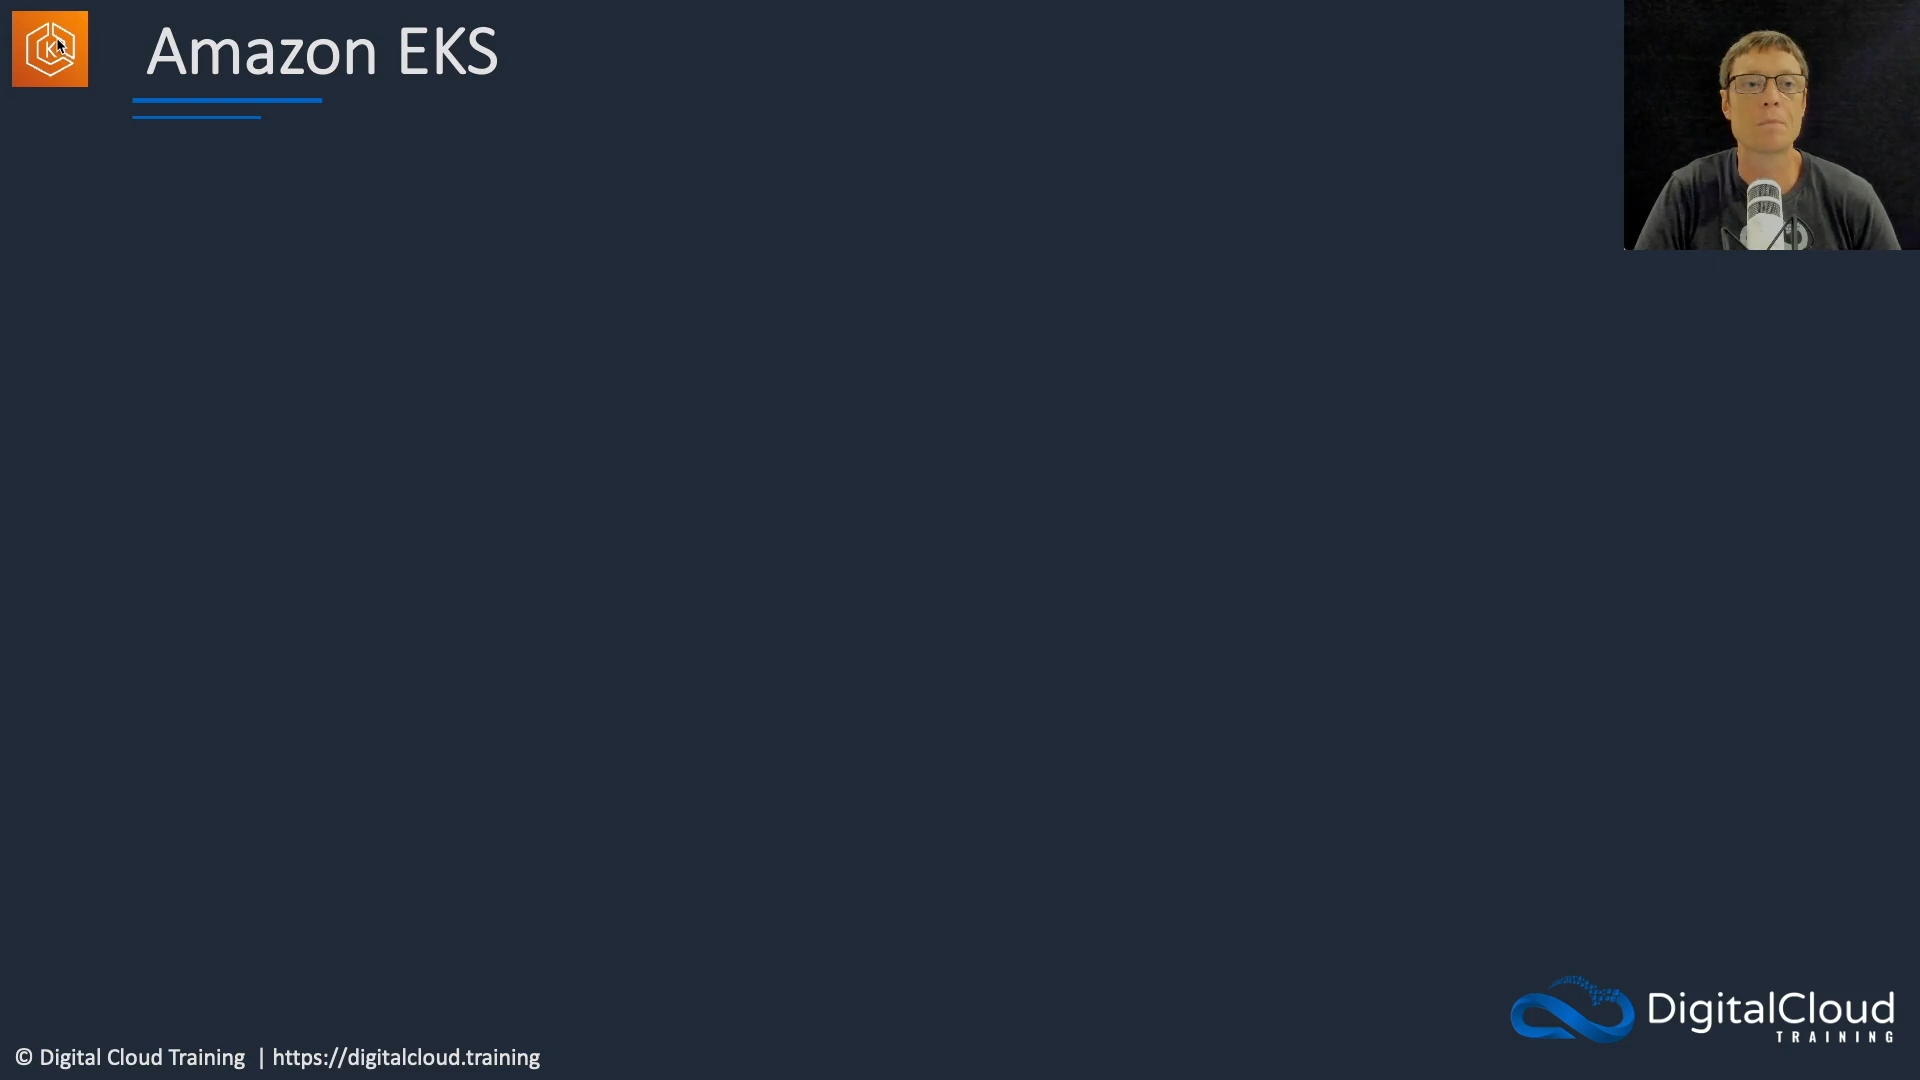 K
Amazon EKS
DigitalCloud
TRAINING
© Digital Cloud Training | https://digitalcloud.training